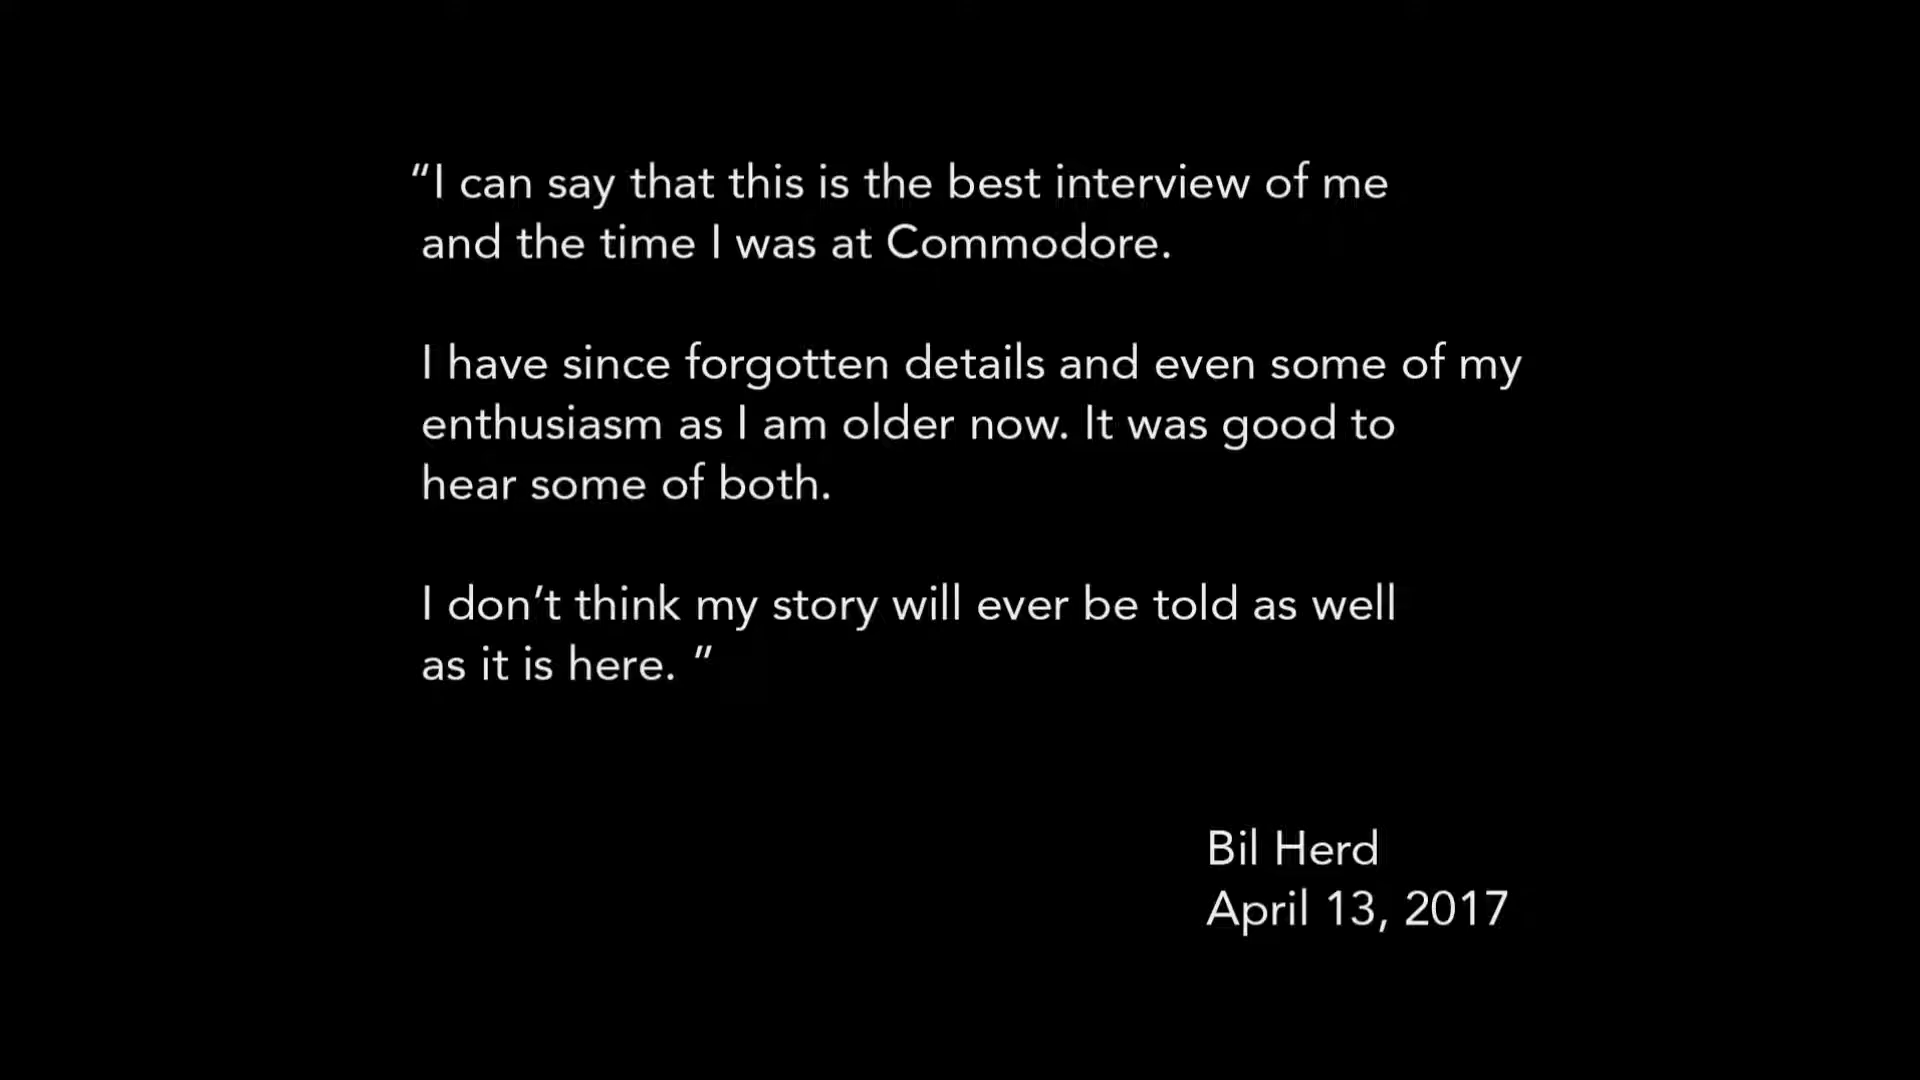 “I can say that this is the best interview of me
and the time I was at Commodore.
I have since forgotten details and even some of my
enthusiasm as I am older now. It was good to
hear some of both.
I don’t think my story will ever be told as well
as it is here. ”
Bil Herd
April 13, 2017